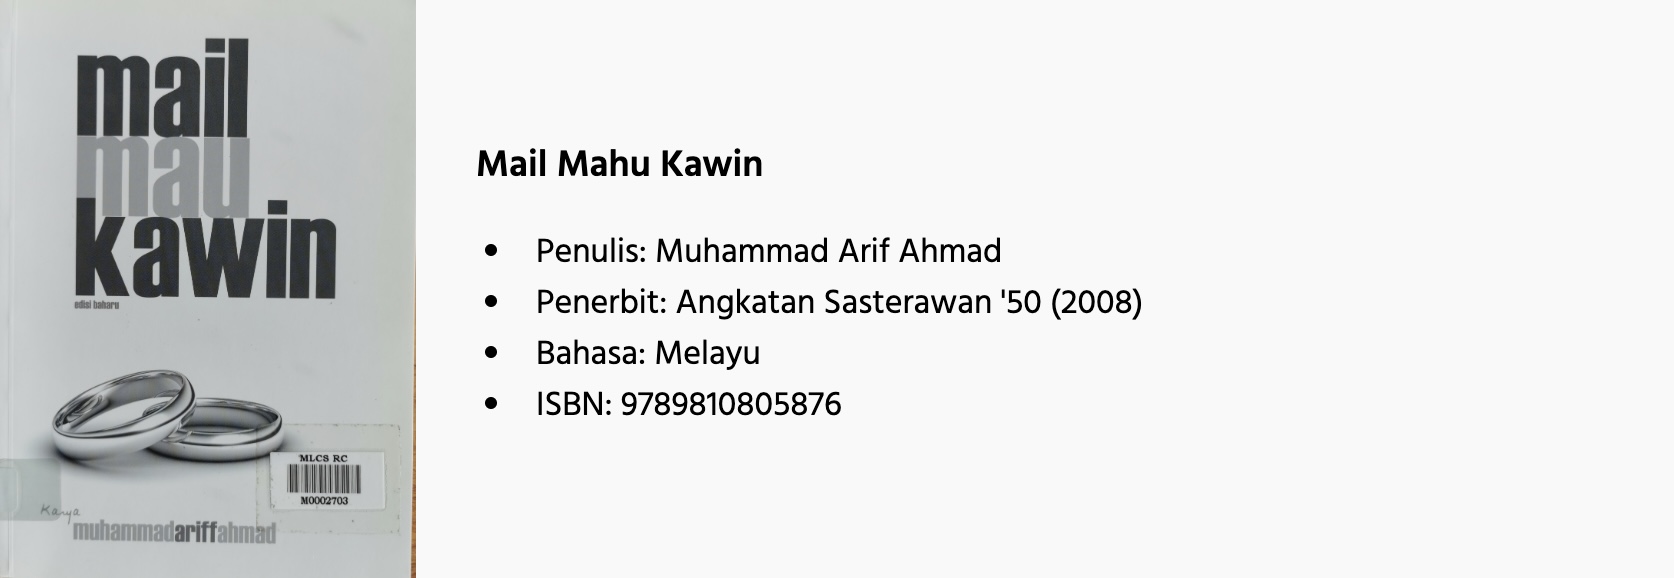 mail
mau
kawin
edisi baharu
MLCS RC
M0002703
Karya
muhammadariffahmad
Mail Mahu Kawin
• Penulis: Muhammad Arif Ahmad
• Penerbit: Angkatan Sasterawan '50 (2008)
• Bahasa: Melayu
• ISBN: 9789810805876